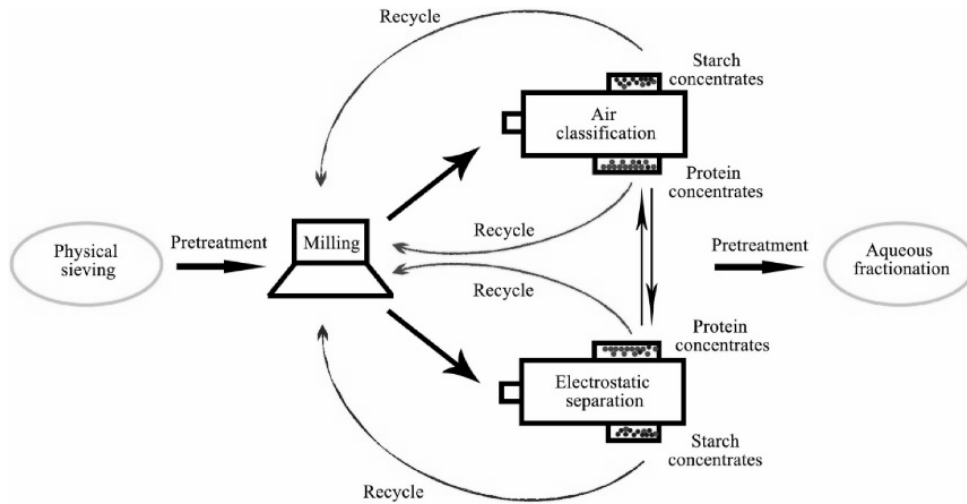 Recycle
Starch
concentrates
Air
classification
Protein
concentrates
Physical
sieving
Pretreatment
Milling
Recycle
Recycle
Pretreatment
Aqueous
fractionation
Protein
concentrates
Electrostatic
separation
Starch
concentrates
Recycle